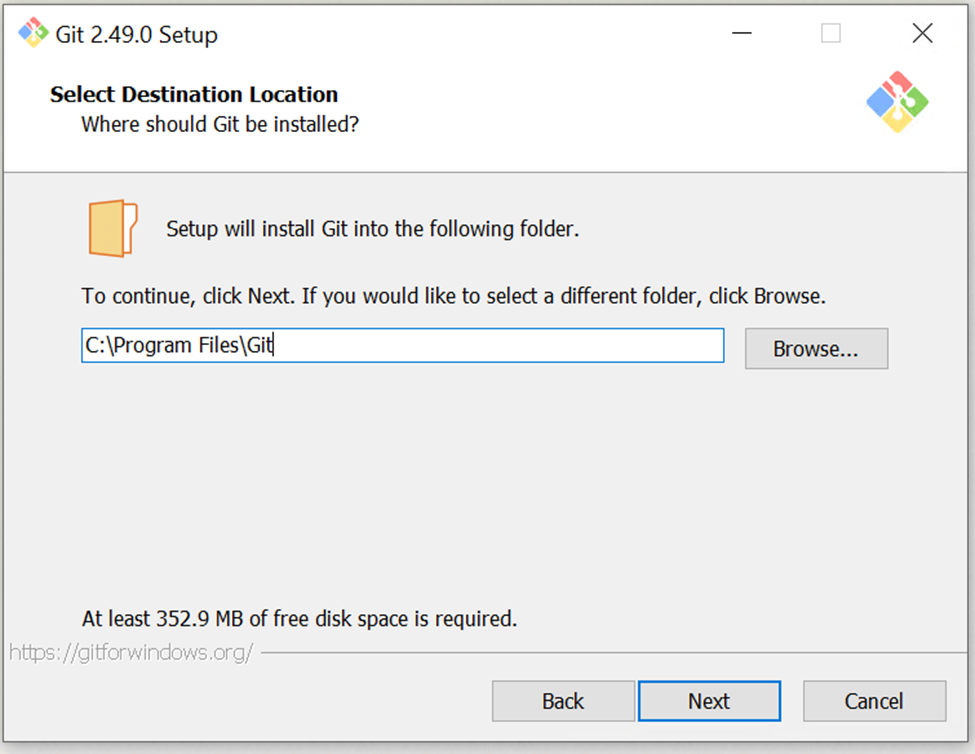 Git 2.49.0 Setup
Select Destination Location
Where should Git be installed?
Setup will install Git into the following folder.
To continue, click Next. If you would like to select a different folder, click Browse.
C:\Program Files\Git
Browse...
At least 352.9 MB of free disk space is required.
https://gitforwindows.org/
Back
Next
Cancel